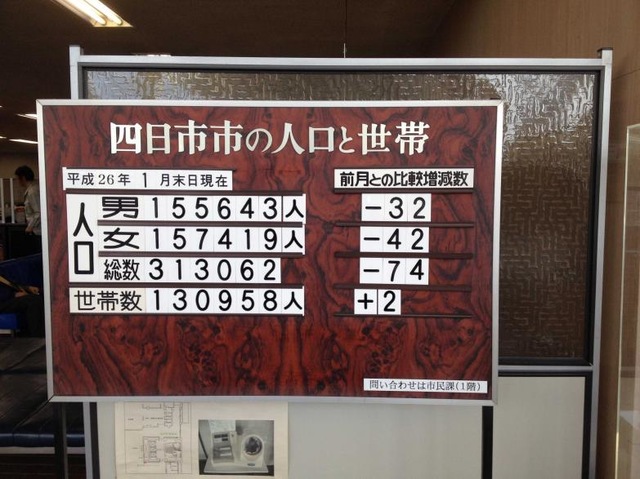 四日市市の人口と世帯
平成26年 1 月末日現在 前月との比較増減数
人口
男 155643人 -32
女 157419人 -42
総数 313062 -74
世帯数 130958人 +2
問い合わせは市民課(1階)